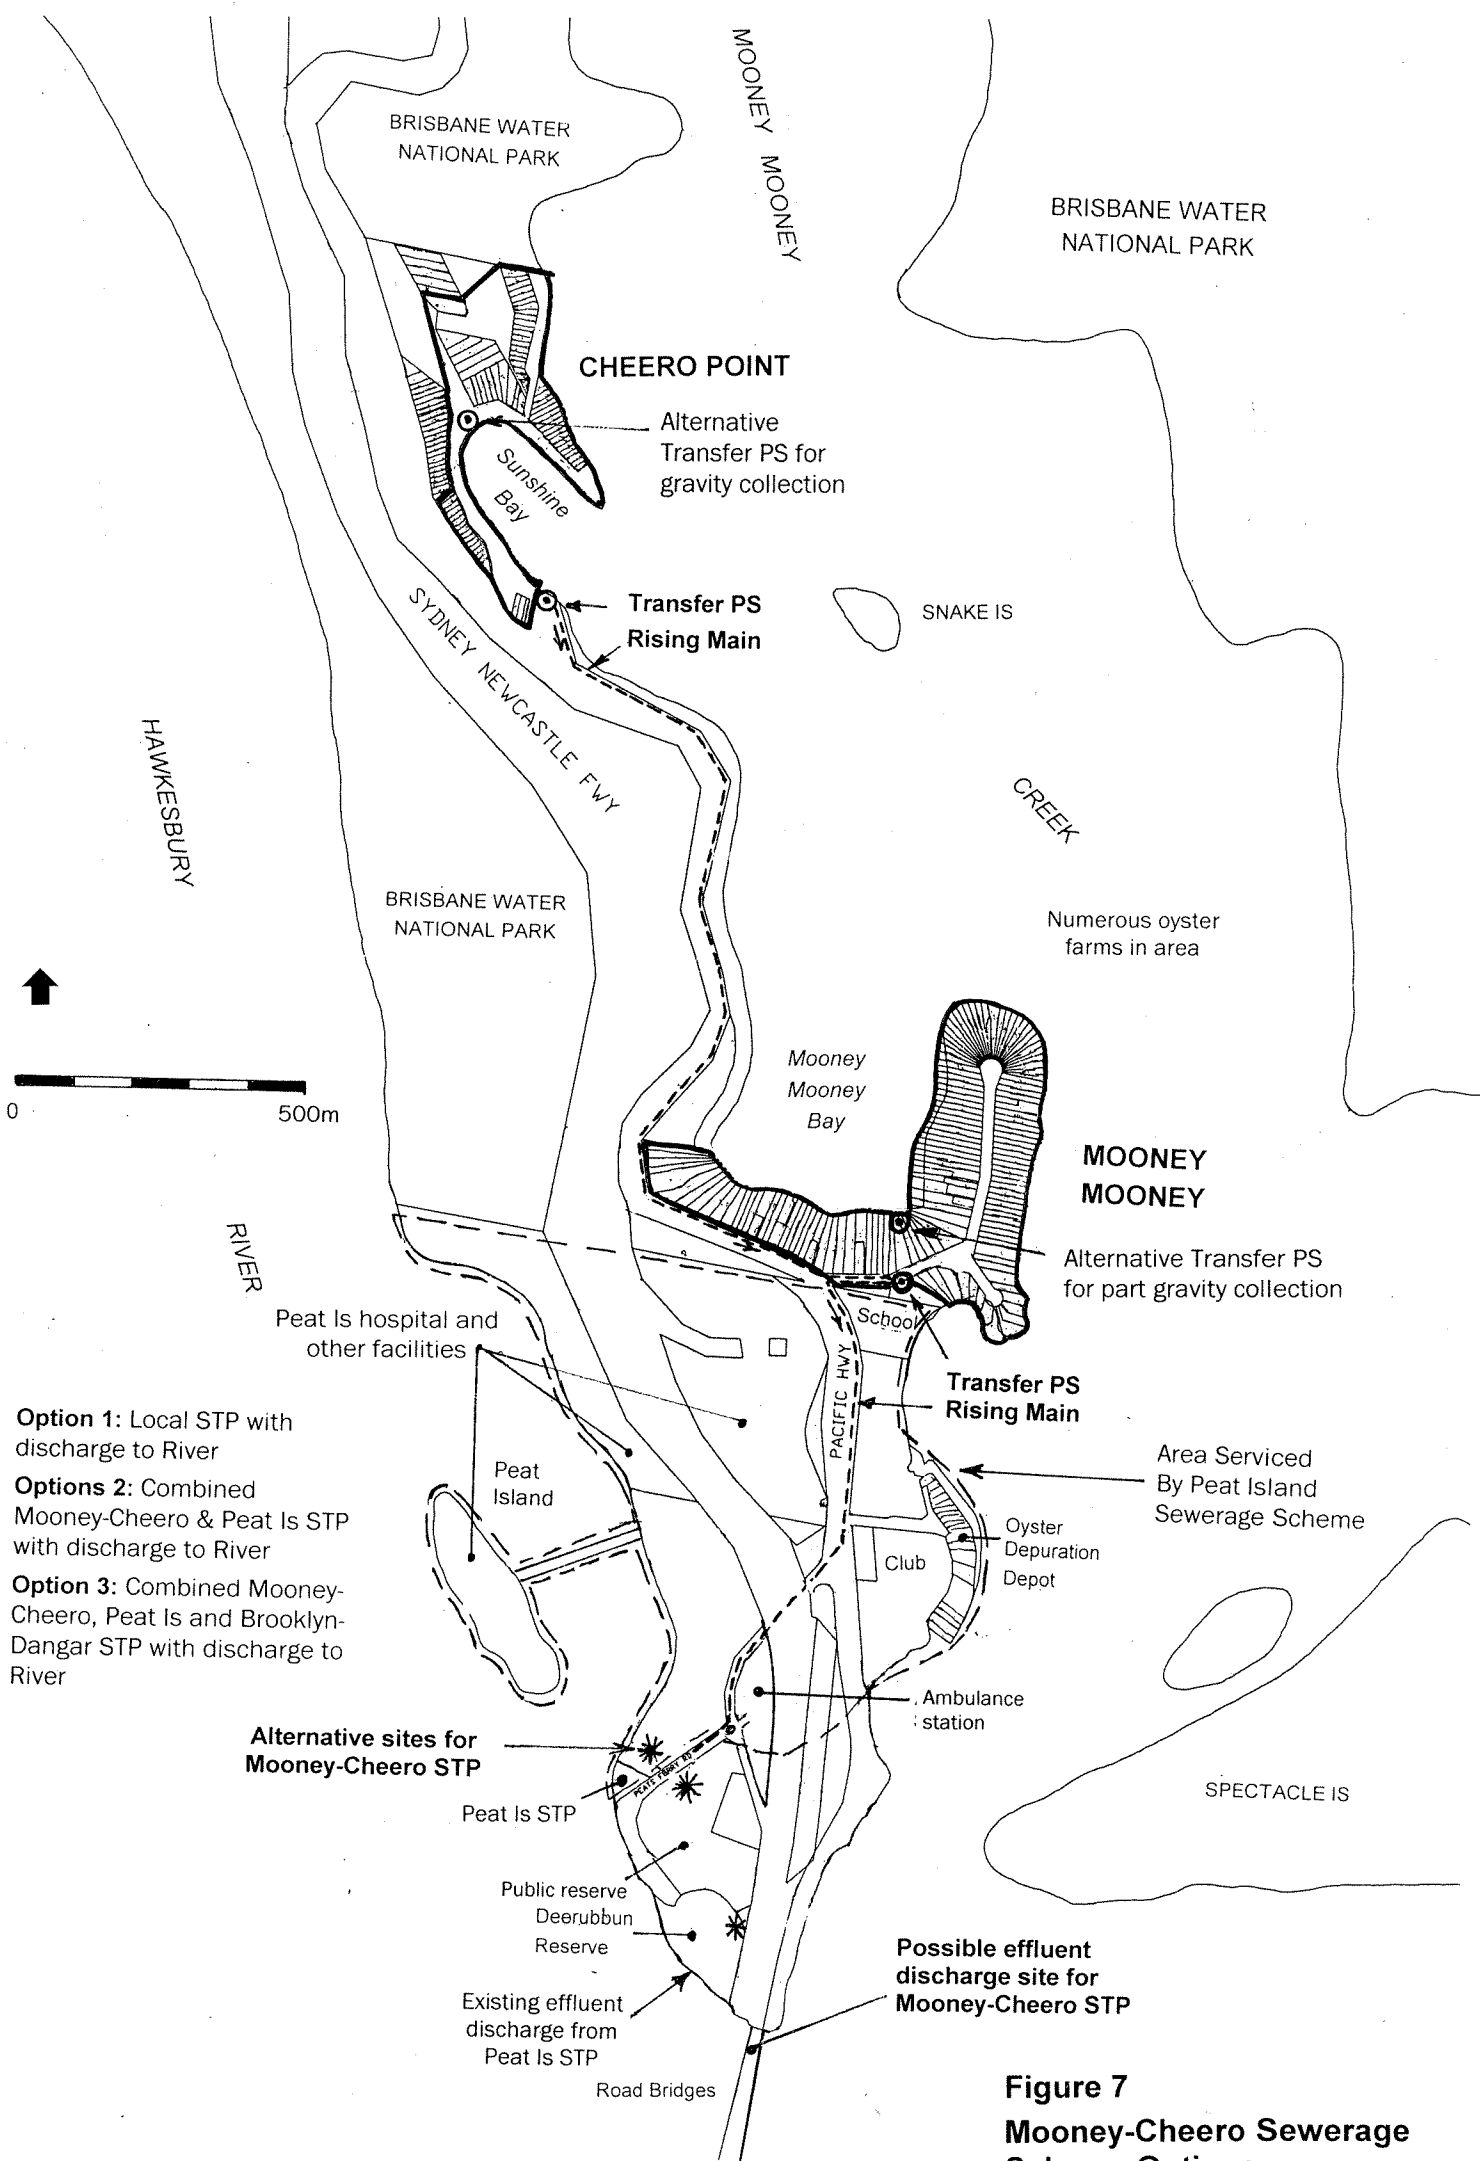 MOONEY MOONEY
BRISBANE WATER
NATIONAL PARK
BRISBANE WATER
NATIONAL PARK
CHEERO POINT
Alternative
Transfer PS for
gravity collection
Sunshine
Bay
Transfer PS
Rising Main
SNAKE IS
SYDNEY NEWCASTLE FWY
HAWKESBURY
CREEK
BRISBANE WATER
NATIONAL PARK
Numerous oyster
farms in area
0
500m
Mooney
Mooney
Bay
MOONEY
MOONEY
RIVER
Alternative Transfer PS
for part gravity collection
Peat Is hospital and
other facilities
School
PACIFIC HWY
Transfer PS
Rising Main
Option 1: Local STP with
discharge to River
Options 2: Combined
Mooney-Cheero & Peat Is STP
with discharge to River
Option 3: Combined Mooney-
Cheero, Peat Is and Brooklyn-
Dangar STP with discharge to
River
Peat
Island
Area Serviced
By Peat Island
Sewerage Scheme
Oyster
Depuration
Depot
Club
Ambulance
station
Alternative sites for
Mooney-Cheero STP
PEATS FERRY RD
Peat Is STP
SPECTACLE IS
Public reserve
Deerubbun
Reserve
Existing effluent
discharge from
Peat Is STP
Possible effluent
discharge site for
Mooney-Cheero STP
Road Bridges
Figure 7
Mooney-Cheero Sewerage